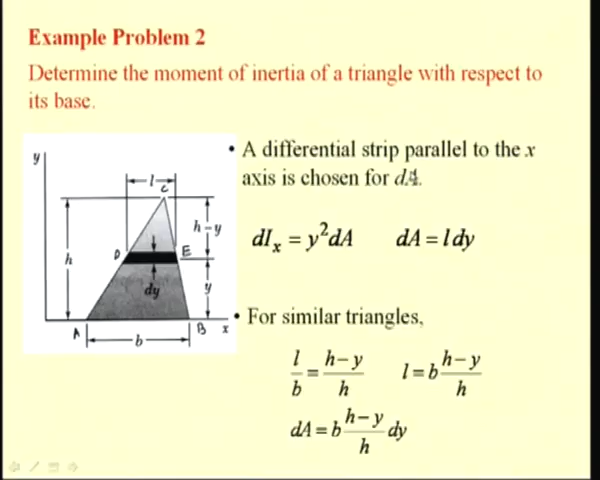 Example Problem 2
Determine the moment of inertia of a triangle with respect to
its base.
y
l
C
h
h-y
D
E
dy
y
A
b
B
x
• A differential strip parallel to the x
axis is chosen for dA.
dIₓ = y²dA dA = l dy
• For similar triangles,
l/b = h−y/h l = b h−y/h
dA = b h−y/h dy